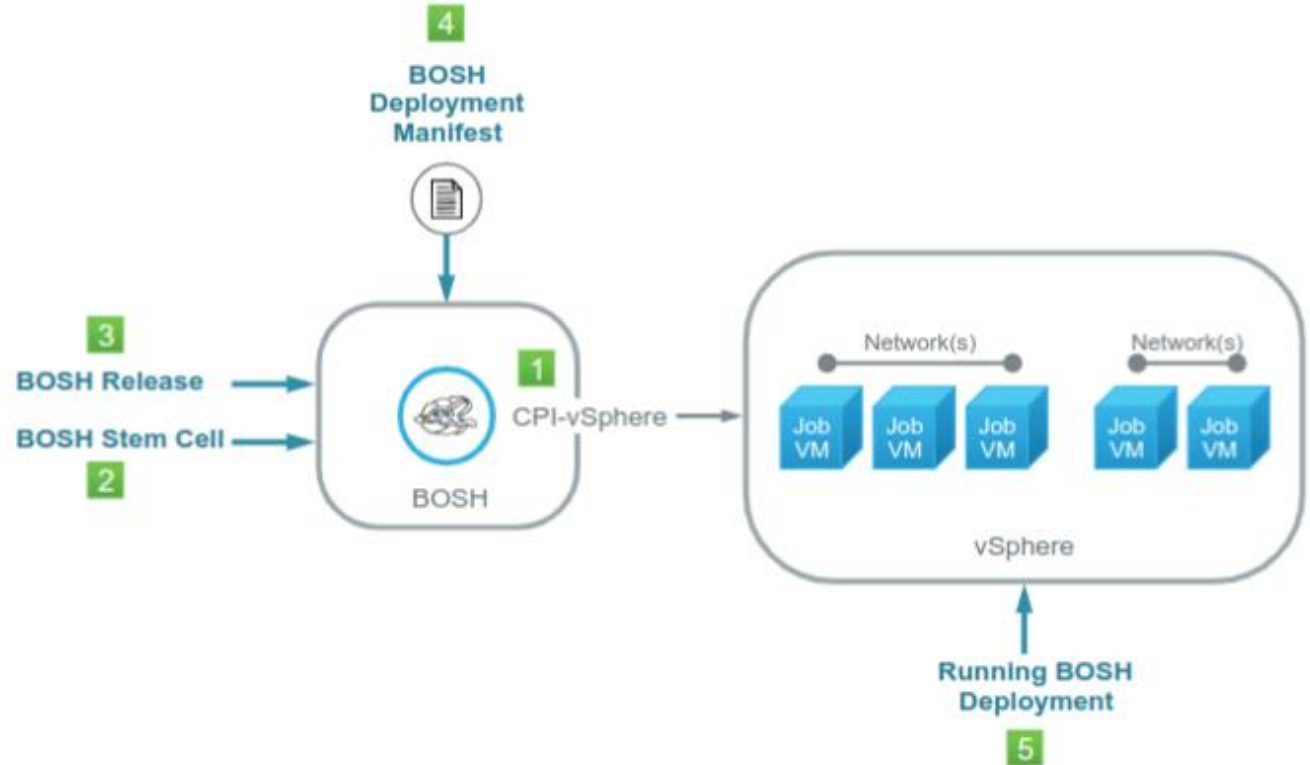 4
BOSH
Deployment
Manifest
3
BOSH Release
BOSH Stem Cell
2
1
CPI-vSphere
BOSH
Network(s)
Network(s)
Job
VM
Job
VM
Job
VM
Job
VM
Job
VM
vSphere
Running BOSH
Deployment
5